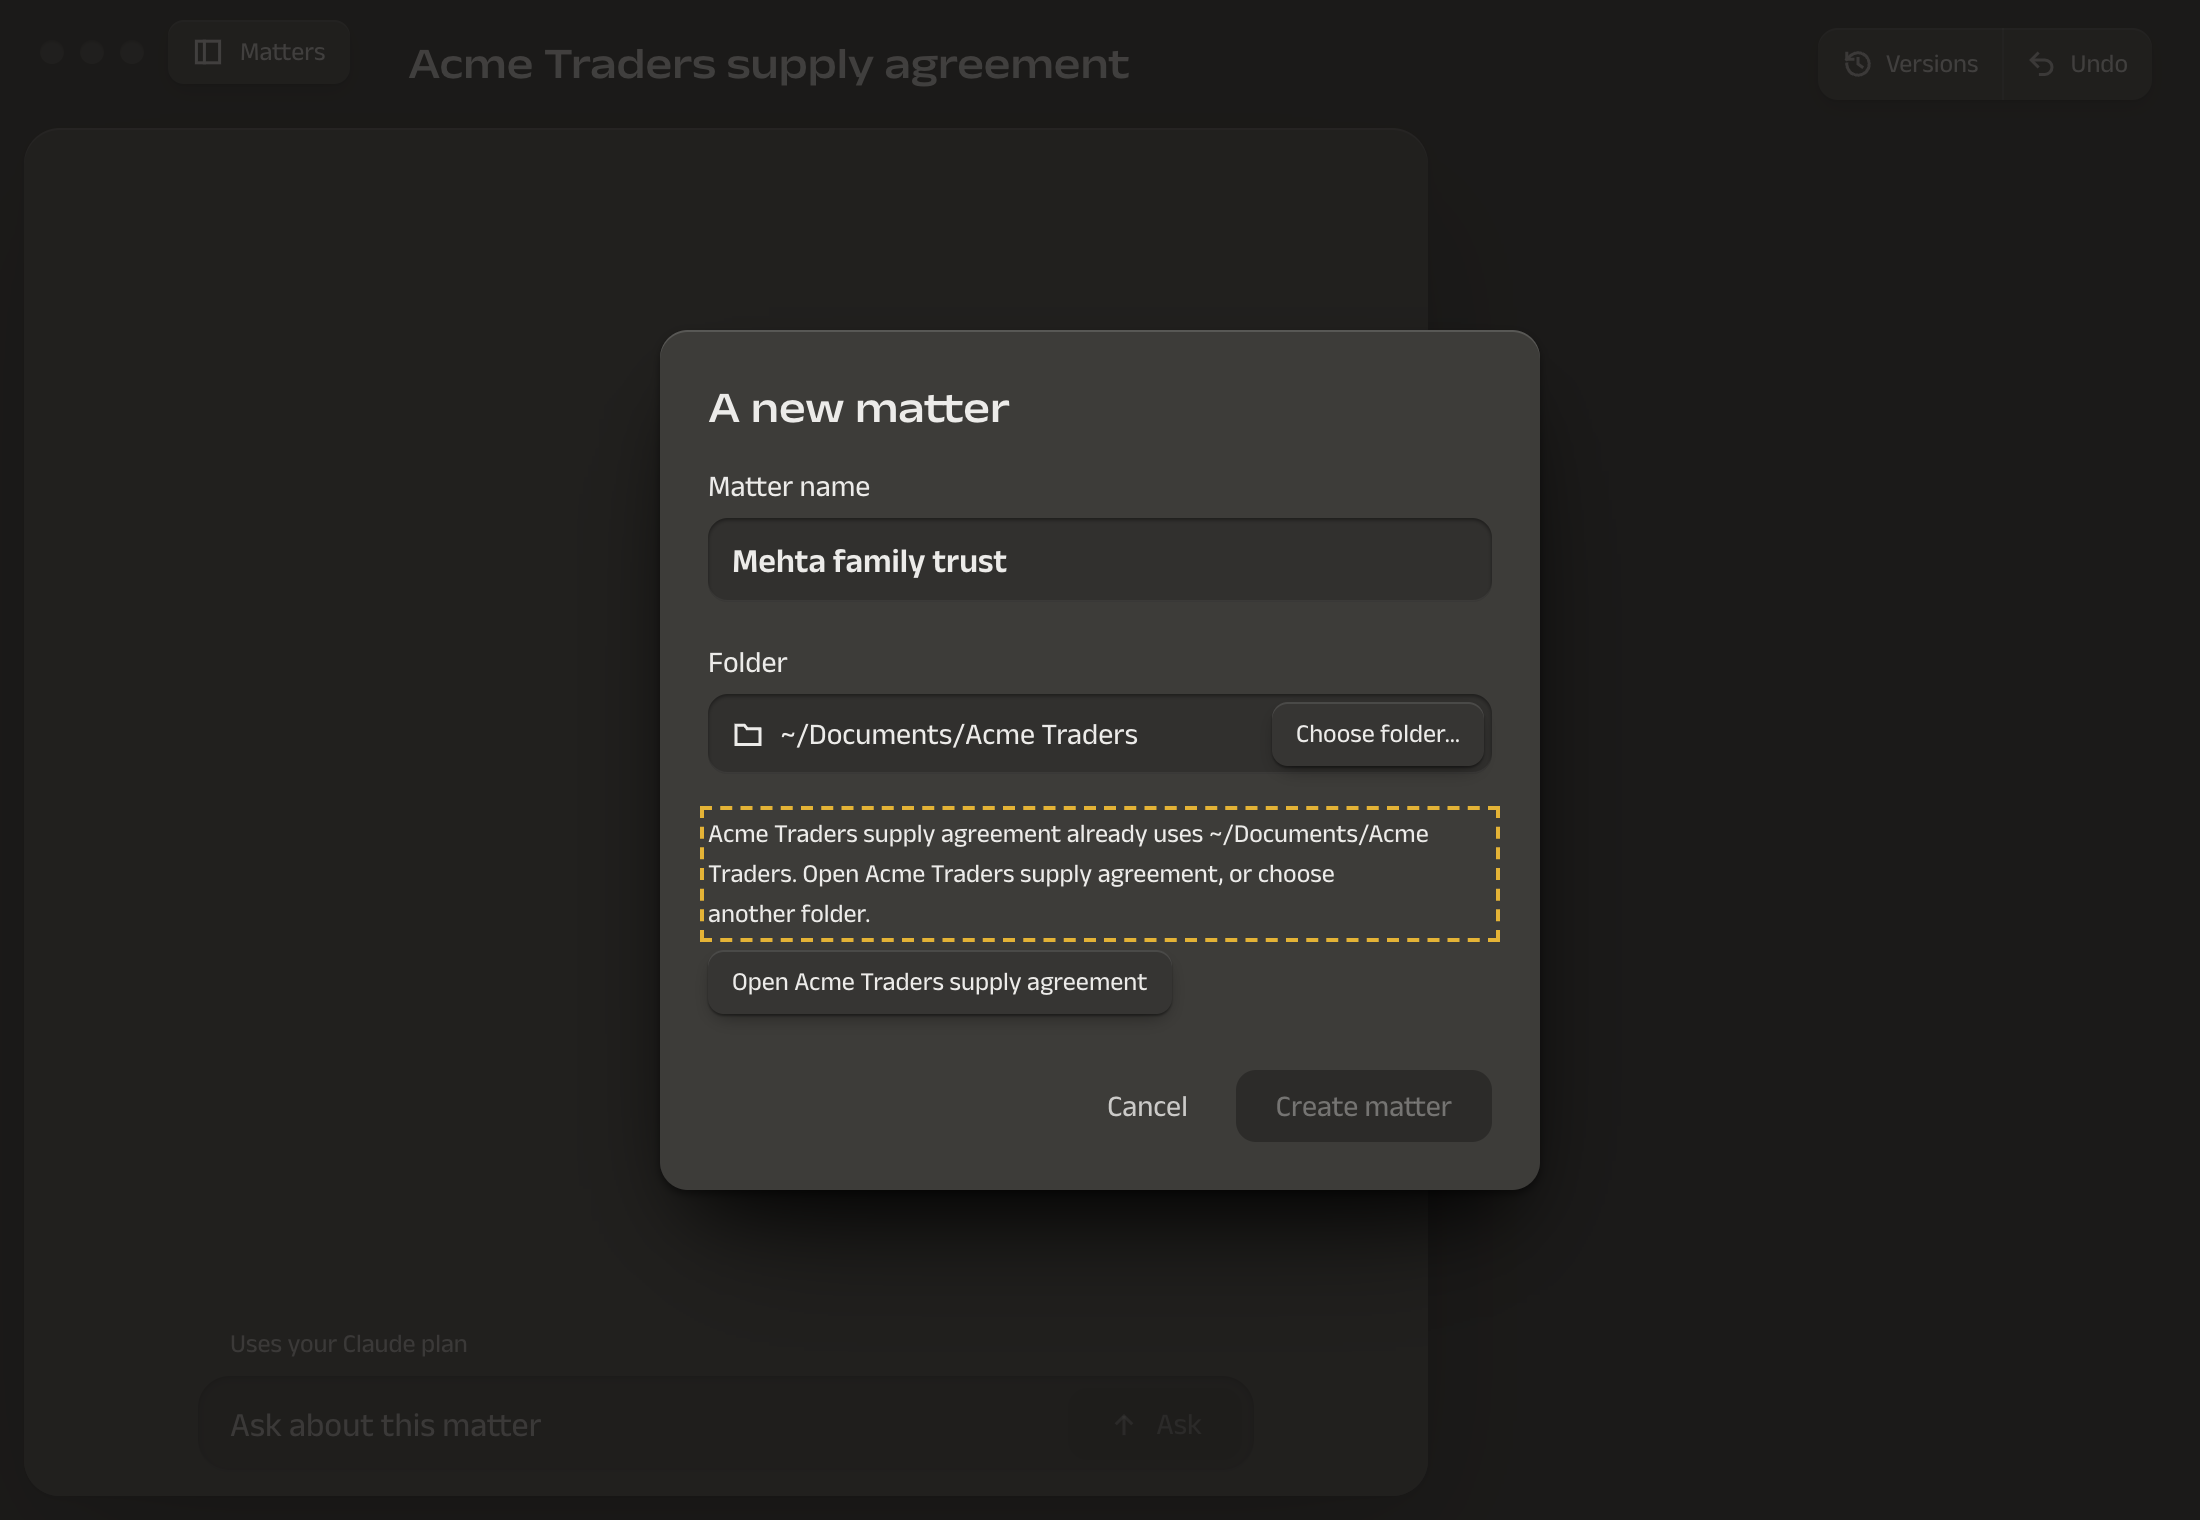 Matters
Acme Traders supply agreement
Versions
Undo
A new matter
Matter name
Mehta family trust
Folder
~/Documents/Acme Traders
Choose folder...
Acme Traders supply agreement already uses ~/Documents/Acme
Traders. Open Acme Traders supply agreement, or choose
another folder.
Open Acme Traders supply agreement
Cancel
Create matter
Uses your Claude plan
Ask about this matter
Ask